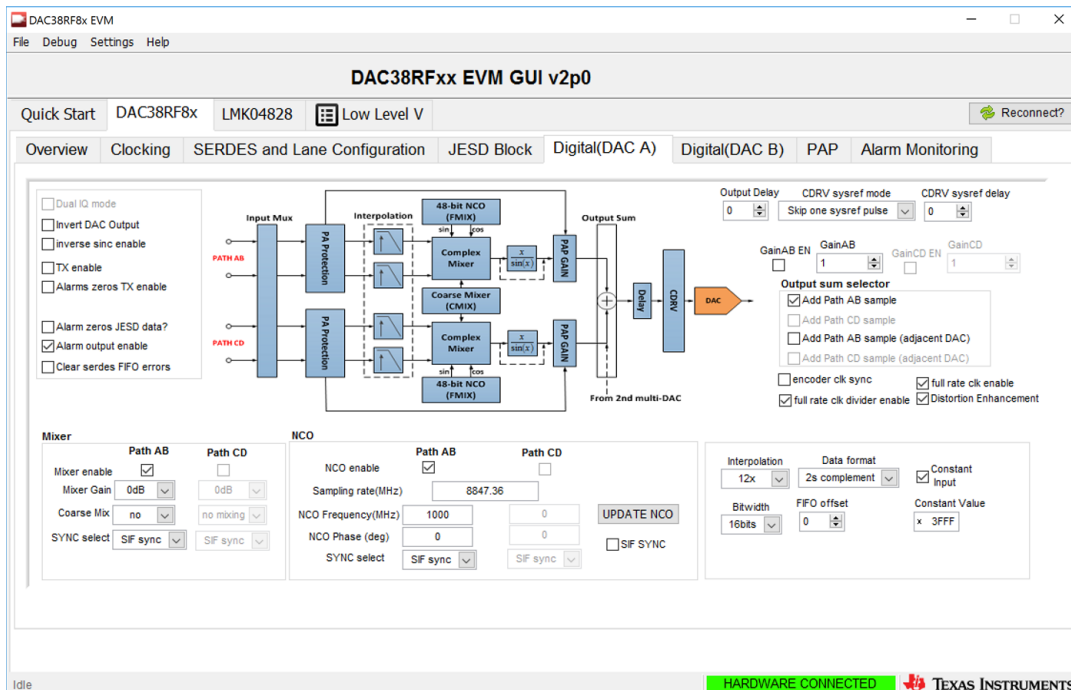 DAC38RF8x EVM
File Debug Settings Help
DAC38RFxx EVM GUI v2p0
Quick Start DAC38RF8x LMK04828 Low Level V Reconnect?
Overview Clocking SERDES and Lane Configuration JESD Block Digital(DAC A) Digital(DAC B) PAP Alarm Monitoring
Dual IQ mode
Invert DAC Output
inverse sinc enable
TX enable
Alarms zeros TX enable
Alarm zeros JESD data?
Alarm output enable
Clear serdes FIFO errors
Input Mux
PATH AB
PATH CD
PA Protection
PA Protection
Interpolation
48-bit NCO
(FMIX)
sin cos
Complex
Mixer
Coarse Mixer
(CMIX)
Complex
Mixer
sin cos
48-bit NCO
(FMIX)
x
sin(x)
x
sin(x)
PAP GAIN
PAP GAIN
Output Sum
From 2nd multi-DAC
Delay
CDRV
DAC
Output Delay CDRV sysref mode CDRV sysref delay
0 Skip one sysref pulse 0
GainAB EN GainAB GainCD EN GainCD
1 1
Output sum selector
Add Path AB sample
Add Path CD sample
Add Path AB sample (adjacent DAC)
Add Path CD sample (adjacent DAC)
encoder clk sync full rate clk enable
full rate clk divider enable Distortion Enhancement
Mixer
Path AB Path CD
Mixer enable
Mixer Gain 0dB 0dB
Coarse Mix no no mixing
SYNC select SIF sync SIF sync
NCO
Path AB Path CD
NCO enable
Sampling rate(MHz) 8847.36
NCO Frequency(MHz) 1000 0 UPDATE NCO
NCO Phase (deg) 0 0
SIF SYNC
SYNC select SIF sync SIF sync
Interpolation Data format
12x 2s complement Constant
Input
Bitwidth FIFO offset Constant Value
16bits 0 x 3FFF
Idle HARDWARE CONNECTED TEXAS INSTRUMENTS